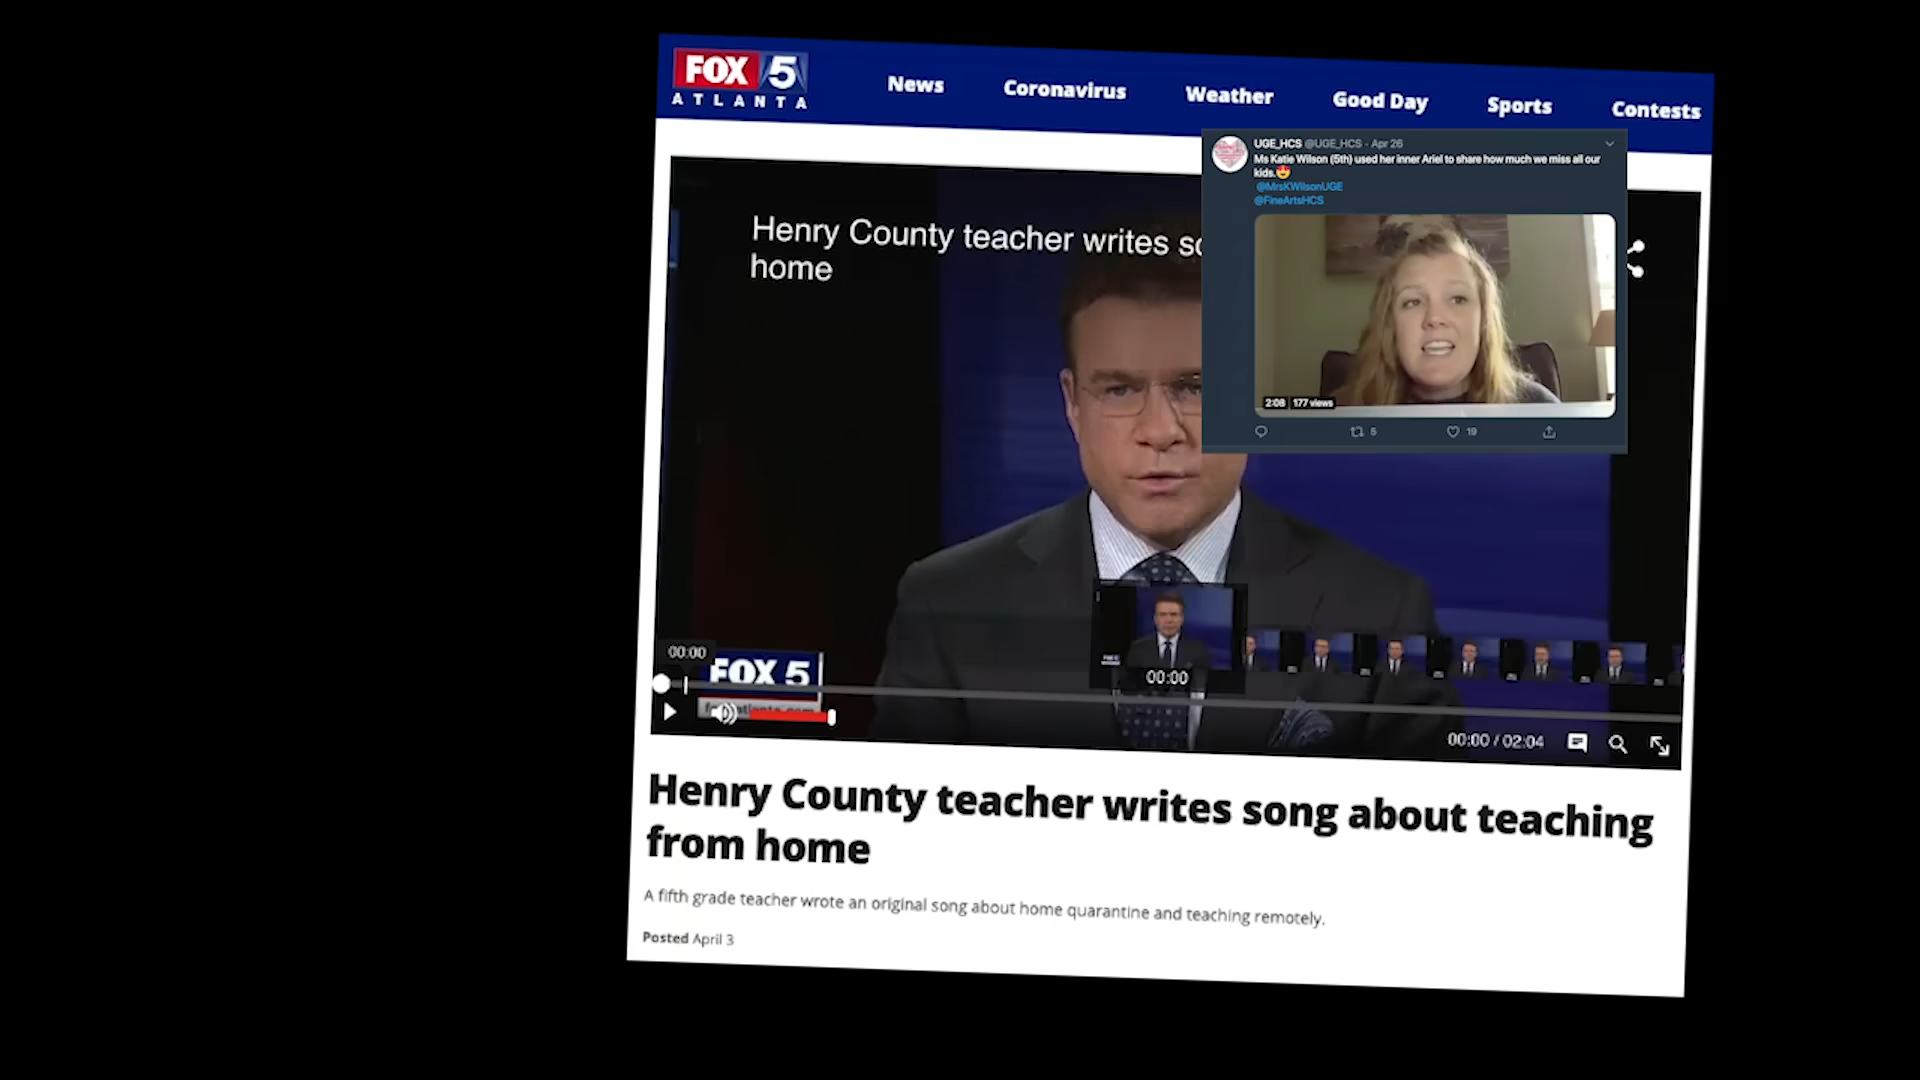 FOX 5
ATLANTA
News Coronavirus Weather Good Day Sports Contests
UGE_HCS @UGE_HCS · Apr 26
Ms Katie Wilson (5th) used her inner Ariel to share how much we miss all our
kids.😍
@MrsKWilsonUGE
@FineArtsHCS
2:08 177 views
5 19
Henry County teacher writes so
home
00:00
FOX 5
00:00
00:00 / 02:04
Henry County teacher writes song about teaching
from home
A fifth grade teacher wrote an original song about home quarantine and teaching remotely.
Posted April 3